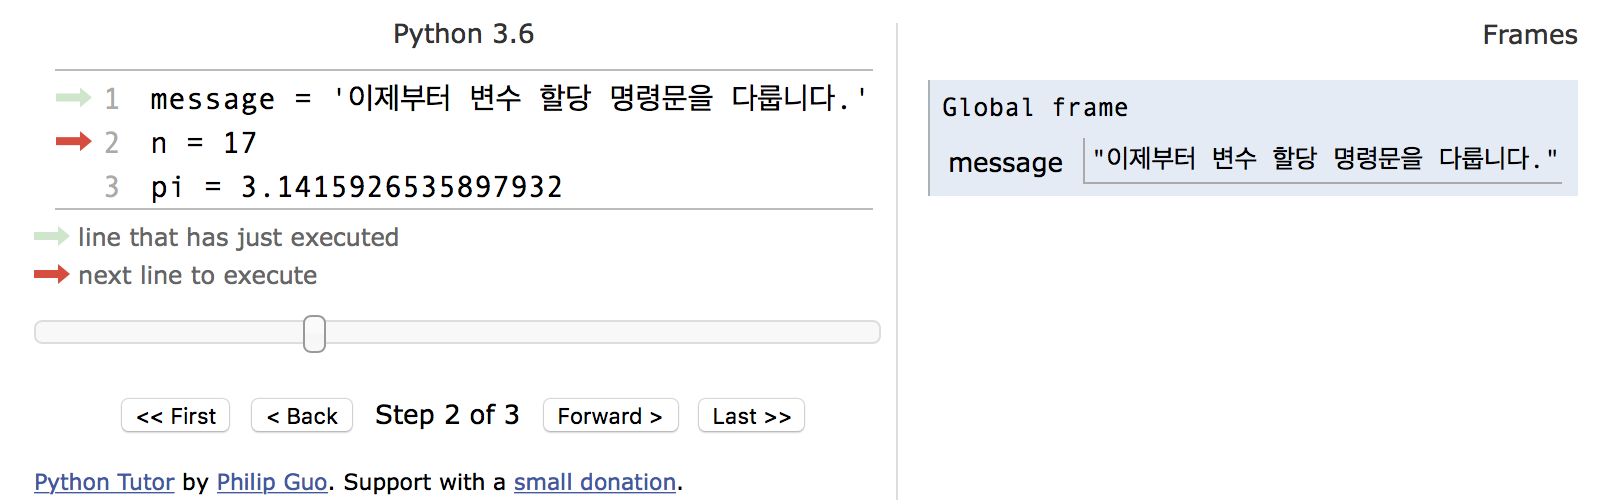 Python 3.6
1 message = '이제부터 변수 할당 명령문을 다룹니다.'
2 n = 17
3 pi = 3.1415926535897932
line that has just executed
next line to execute
<< First < Back Step 2 of 3 Forward > Last >>
Python Tutor by Philip Guo. Support with a small donation.
Frames
Global frame
message "이제부터 변수 할당 명령문을 다룹니다."